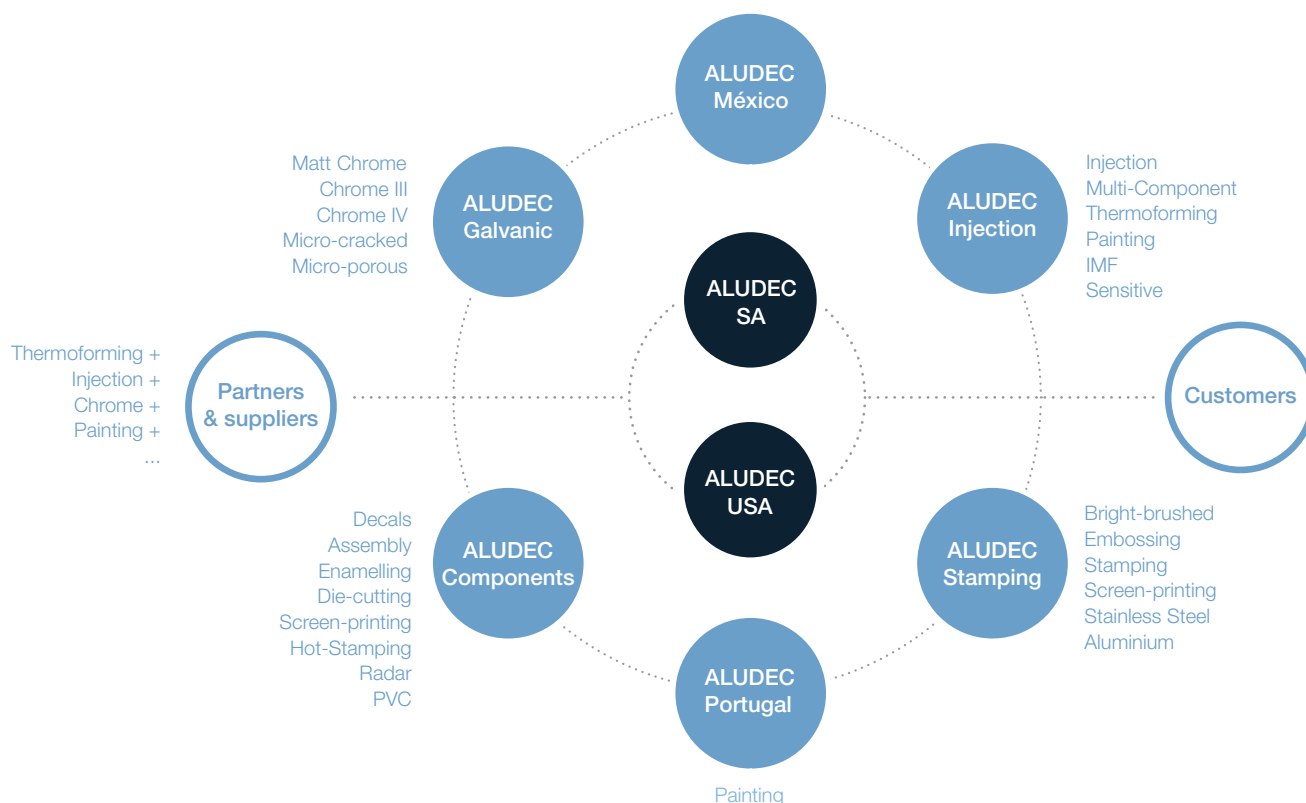 ALUDEC
México
Matt Chrome
Chrome III
Chrome IV
Micro-cracked
Micro-porous
ALUDEC
Galvanic
ALUDEC
Injection
Injection
Multi-Component
Thermoforming
Painting
IMF
Sensitive
ALUDEC
SA
Thermoforming +
Injection +
Chrome +
Painting +
...
Partners
& suppliers
Customers
ALUDEC
USA
Decals
Assembly
Enamelling
Die-cutting
Screen-printing
Hot-Stamping
Radar
PVC
ALUDEC
Components
ALUDEC
Stamping
Bright-brushed
Embossing
Stamping
Screen-printing
Stainless Steel
Aluminium
ALUDEC
Portugal
Painting